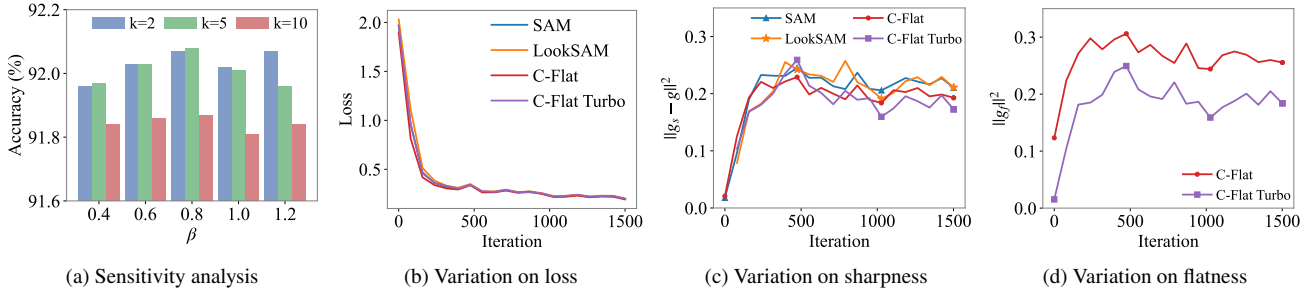 92.2
92.0
91.8
91.6
Accuracy (%)
k=2
k=5
k=10
0.4
0.6
0.8
1.0
1.2
β
(a) Sensitivity analysis
2.0
1.5
1.0
0.5
Loss
SAM
LookSAM
C-Flat
C-Flat Turbo
0
500
1000
1500
Iteration
(b) Variation on loss
0.3
0.2
0.1
0.0
||g_s − g||²
SAM
LookSAM
C-Flat
C-Flat Turbo
0
500
1000
1500
Iteration
(c) Variation on sharpness
0.3
0.2
0.1
0.0
||g_f||²
C-Flat
C-Flat Turbo
0
500
1000
1500
Iteration
(d) Variation on flatness